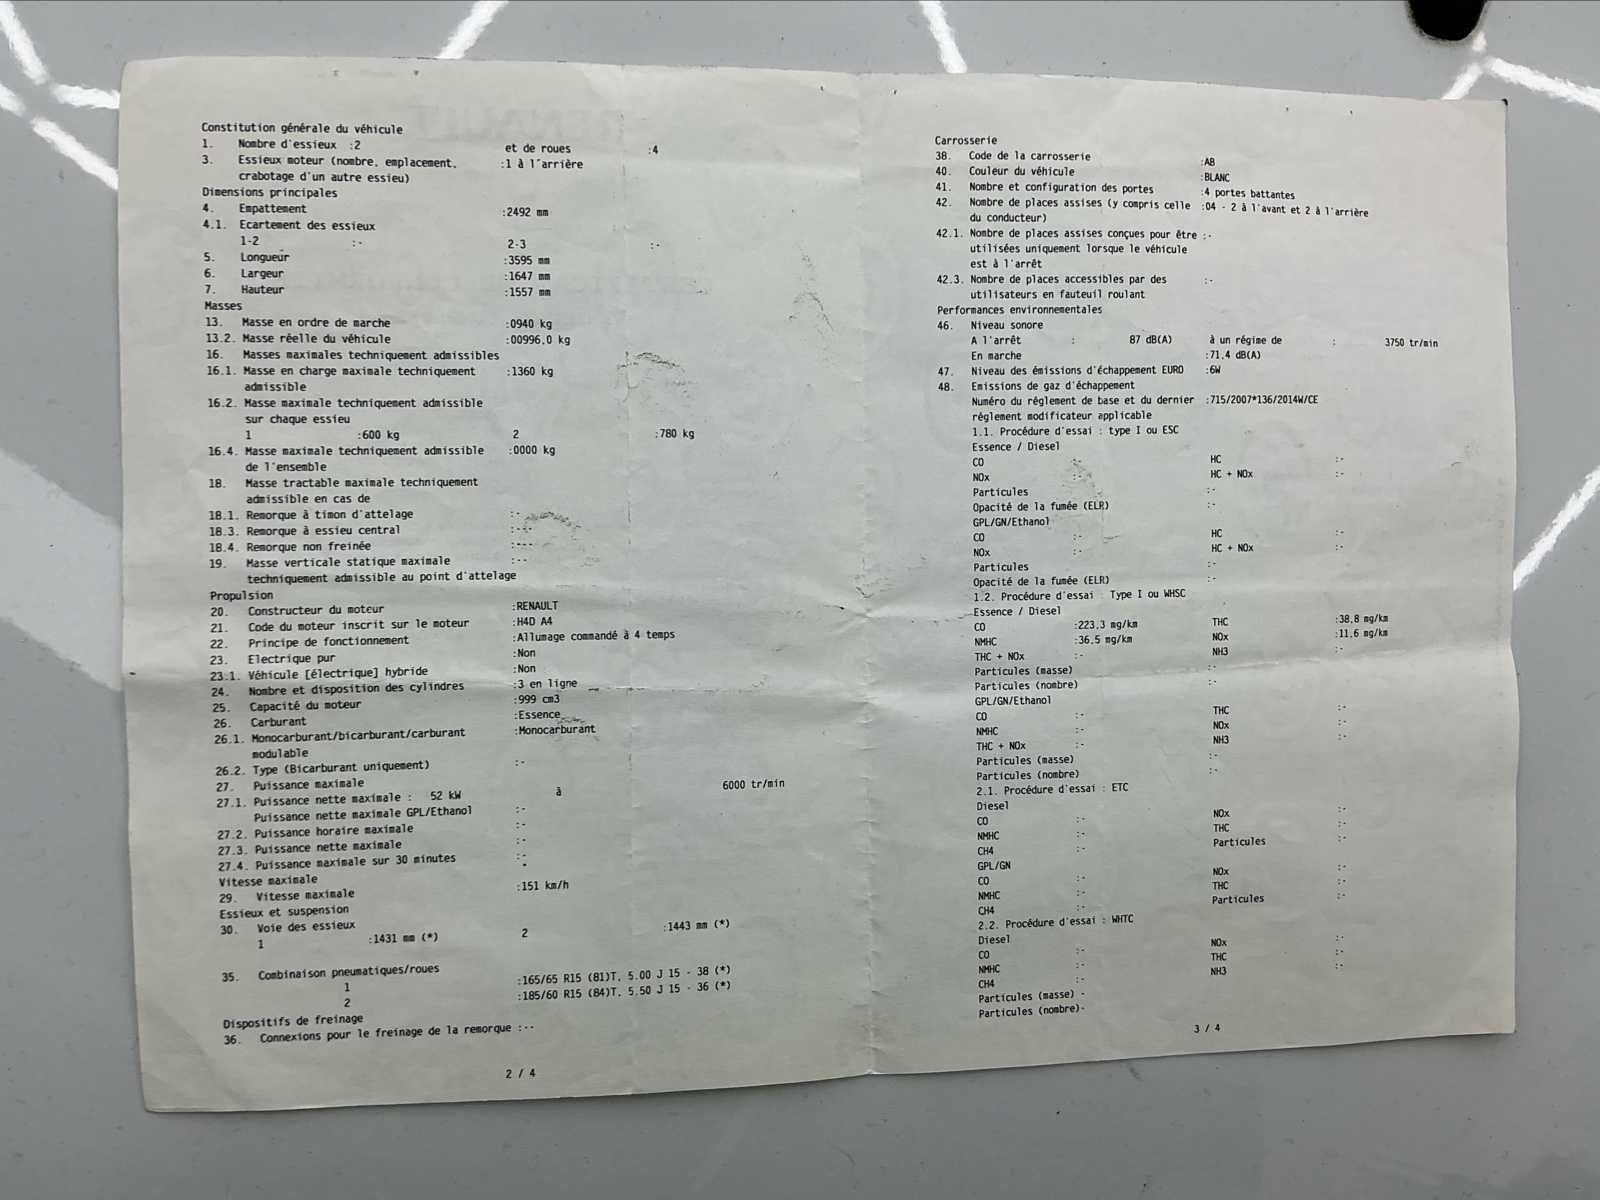 Constitution générale du véhicule
1. Nombre d'essieux :2 et de roues :4
3. Essieux moteur (nombre, emplacement, :1 à l'arrière
crabotage d'un autre essieu)
Dimensions principales
4. Empattement :2492 mm
4.1. Ecartement des essieux
1-2 :- 2-3 :-
5. Longueur :3595 mm
6. Largeur :1647 mm
7. Hauteur :1557 mm
Masses
13. Masse en ordre de marche :0940 kg
13.2. Masse réelle du véhicule :00996,0 kg
16. Masses maximales techniquement admissibles
16.1. Masse en charge maximale techniquement :1360 kg
admissible
16.2. Masse maximale techniquement admissible
sur chaque essieu
1 :600 kg 2 :780 kg
16.4. Masse maximale techniquement admissible :0000 kg
de l'ensemble
18. Masse tractable maximale techniquement
admissible en cas de
18.1. Remorque à timon d'attelage :--
18.3. Remorque à essieu central :---
18.4. Remorque non freinée :---
19. Masse verticale statique maximale :--
techniquement admissible au point d'attelage
Propulsion
20. Constructeur du moteur :RENAULT
21. Code du moteur inscrit sur le moteur :H4D A4
22. Principe de fonctionnement :Allumage commandé à 4 temps
23. Electrique pur :Non
23.1. Véhicule [électrique] hybride :Non
24. Nombre et disposition des cylindres :3 en ligne
25. Capacité du moteur :999 cm3
26. Carburant :Essence
26.1. Monocarburant/bicarburant/carburant :Monocarburant
modulable
26.2. Type (Bicarburant uniquement) :-
27. Puissance maximale
27.1. Puissance nette maximale : 52 kW à 6000 tr/min
Puissance nette maximale GPL/Ethanol :-
27.2. Puissance horaire maximale :-
27.3. Puissance nette maximale :-
27.4. Puissance maximale sur 30 minutes :-
Vitesse maximale
29. Vitesse maximale :151 km/h
Essieux et suspension
30. Voie des essieux
1 :1431 mm (*) 2 :1443 mm (*)
35. Combinaison pneumatiques/roues
1 :165/65 R15 (81)T, 5.00 J 15 - 38 (*)
2 :185/60 R15 (84)T, 5.50 J 15 - 36 (*)
Dispositifs de freinage
36. Connexions pour le freinage de la remorque :--
2 / 4
Carrosserie
38. Code de la carrosserie :AB
40. Couleur du véhicule :BLANC
41. Nombre et configuration des portes :4 portes battantes
42. Nombre de places assises (y compris celle :04 - 2 à l'avant et 2 à l'arrière
du conducteur)
42.1. Nombre de places assises conçues pour être :-
utilisées uniquement lorsque le véhicule
est à l'arrêt
42.3. Nombre de places accessibles par des :-
utilisateurs en fauteuil roulant
Performances environnementales
46. Niveau sonore
A l'arrêt : 87 dB(A) à un régime de : 3750 tr/min
En marche :71,4 dB(A)
47. Niveau des émissions d'échappement EURO :6W
48. Emissions de gaz d'échappement
Numéro du règlement de base et du dernier :715/2007*136/2014W/CE
règlement modificateur applicable
1.1. Procédure d'essai : type I ou ESC
Essence / Diesel
CO :- HC :-
NOx :- HC + NOx :-
Particules :-
Opacité de la fumée (ELR) :-
GPL/GN/Ethanol
CO :- HC :-
NOx :- HC + NOx :-
Particules :-
Opacité de la fumée (ELR) :-
1.2. Procédure d'essai : Type I ou WHSC
Essence / Diesel
CO :223,3 mg/km THC :38,8 mg/km
NMHC :36,5 mg/km NOx :11,6 mg/km
THC + NOx :- NH3 :-
Particules (masse) :-
Particules (nombre) :-
GPL/GN/Ethanol
CO :- THC :-
NMHC :- NOx :-
THC + NOx :- NH3 :-
Particules (masse) :-
Particules (nombre) :-
2.1. Procédure d'essai : ETC
Diesel
CO :- NOx :-
NMHC :- THC :-
CH4 :- Particules :-
GPL/GN
CO :- NOx :-
NMHC :- THC :-
CH4 :- Particules :-
2.2. Procédure d'essai : WHTC
Diesel
CO :- NOx :-
NMHC :- THC :-
CH4 :- NH3 :-
Particules (masse) -
Particules (nombre)-
3 / 4